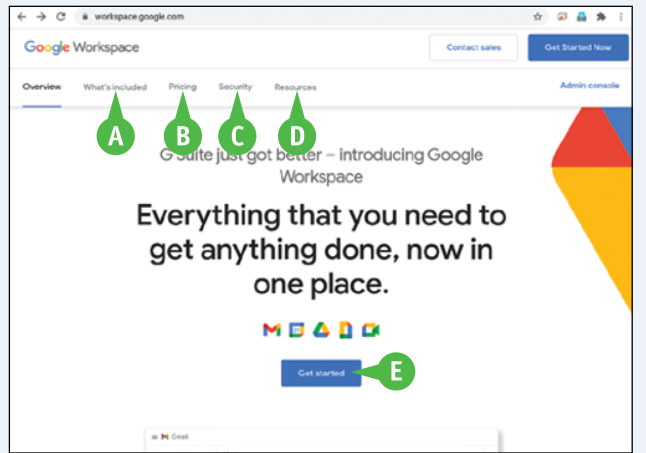 workspace.google.com
Google Workspace
Contact sales
Get Started Now
Overview What's included Pricing Security Resources Admin console
A B C D
G Suite just got better – introducing Google
Workspace
Everything that you need to
get anything done, now in
one place.
Get started E
Gmail